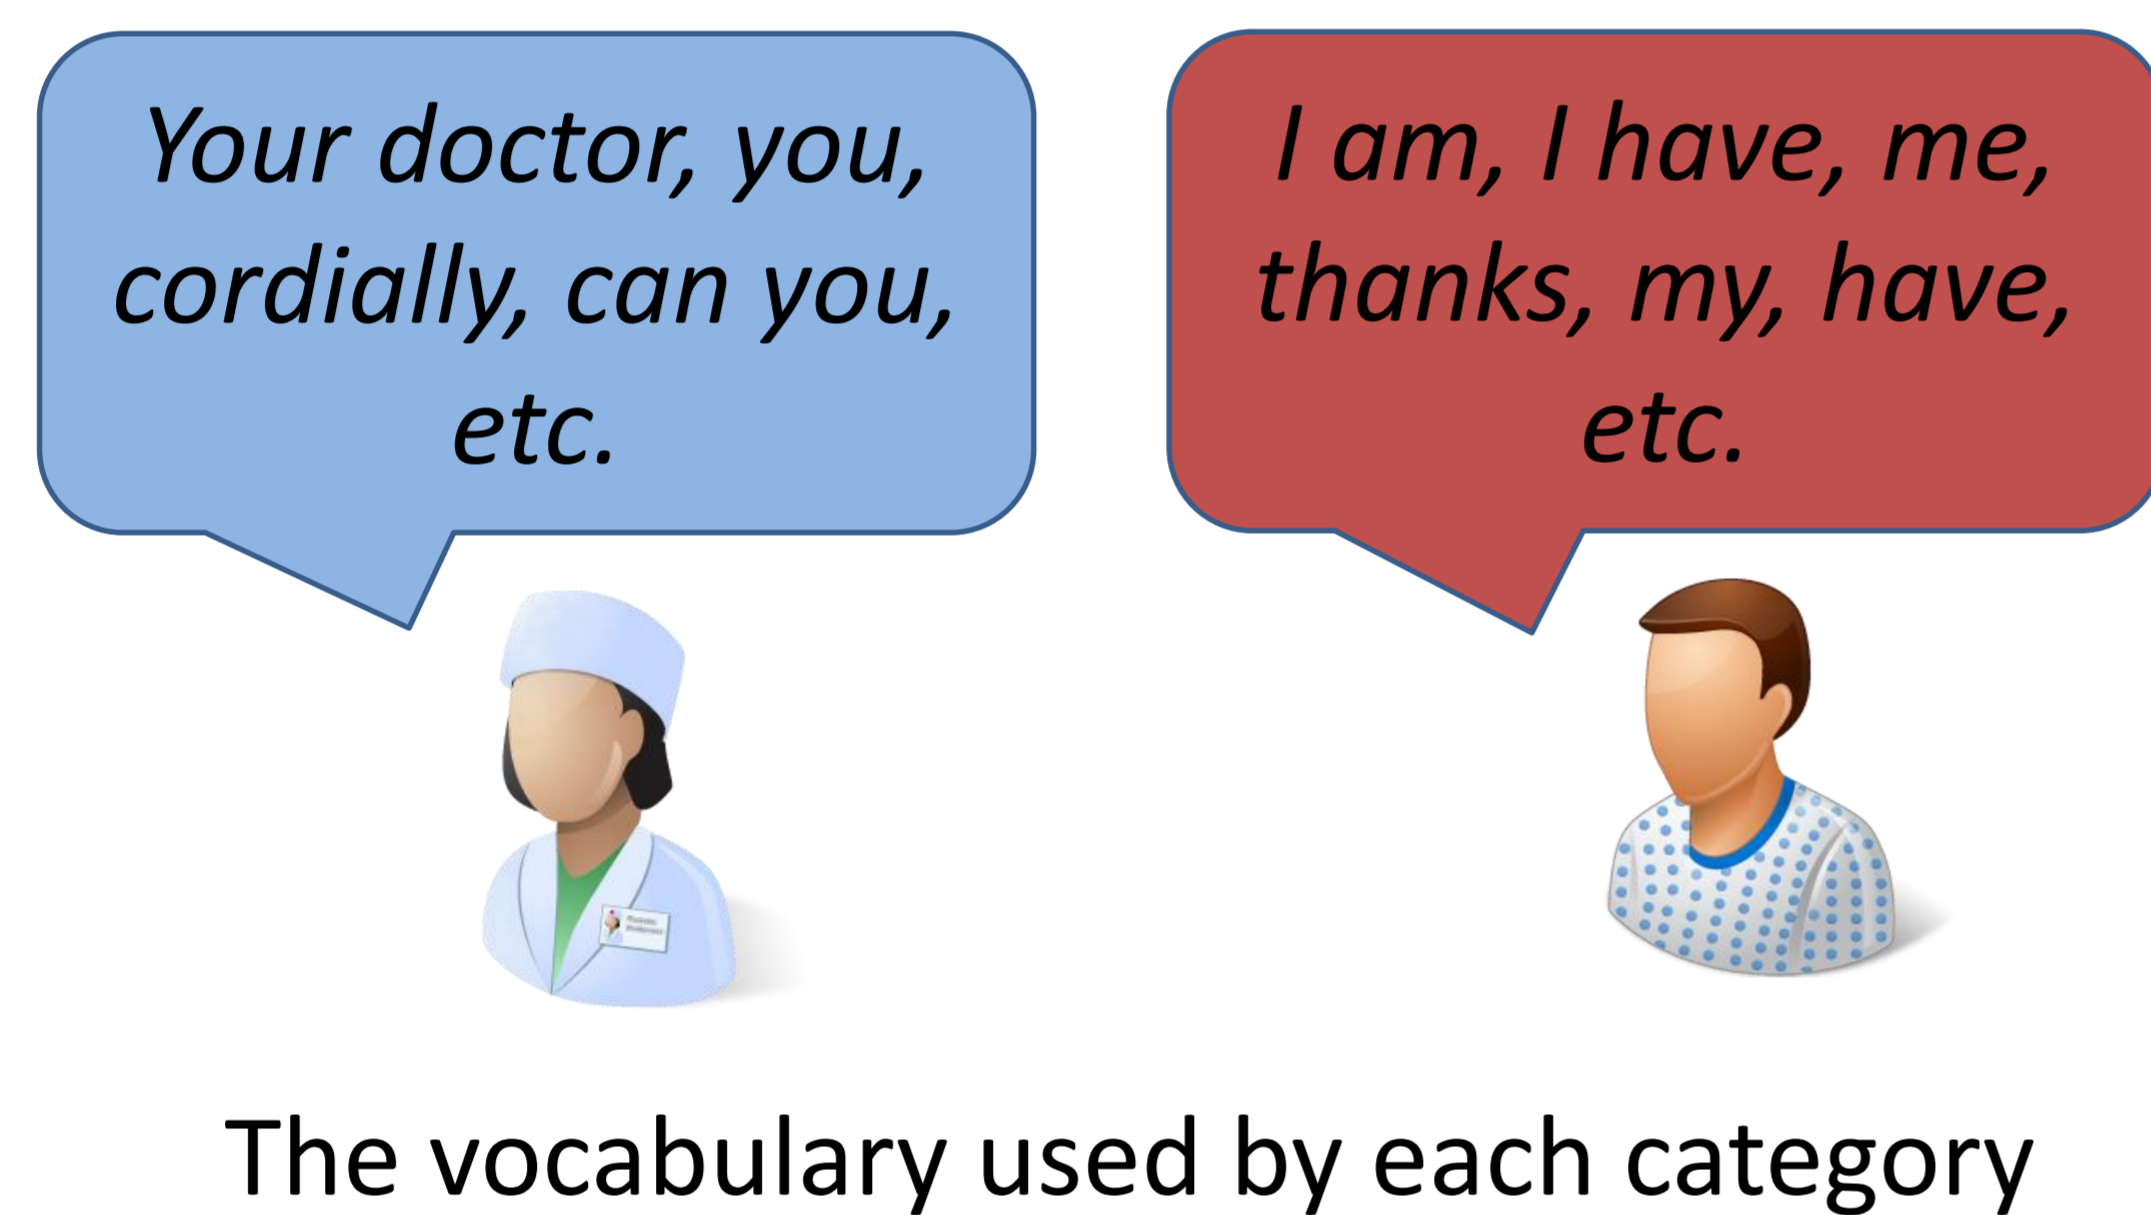 Your doctor, you,
cordially, can you,
etc.
I am, I have, me,
thanks, my, have,
etc.
The vocabulary used by each category